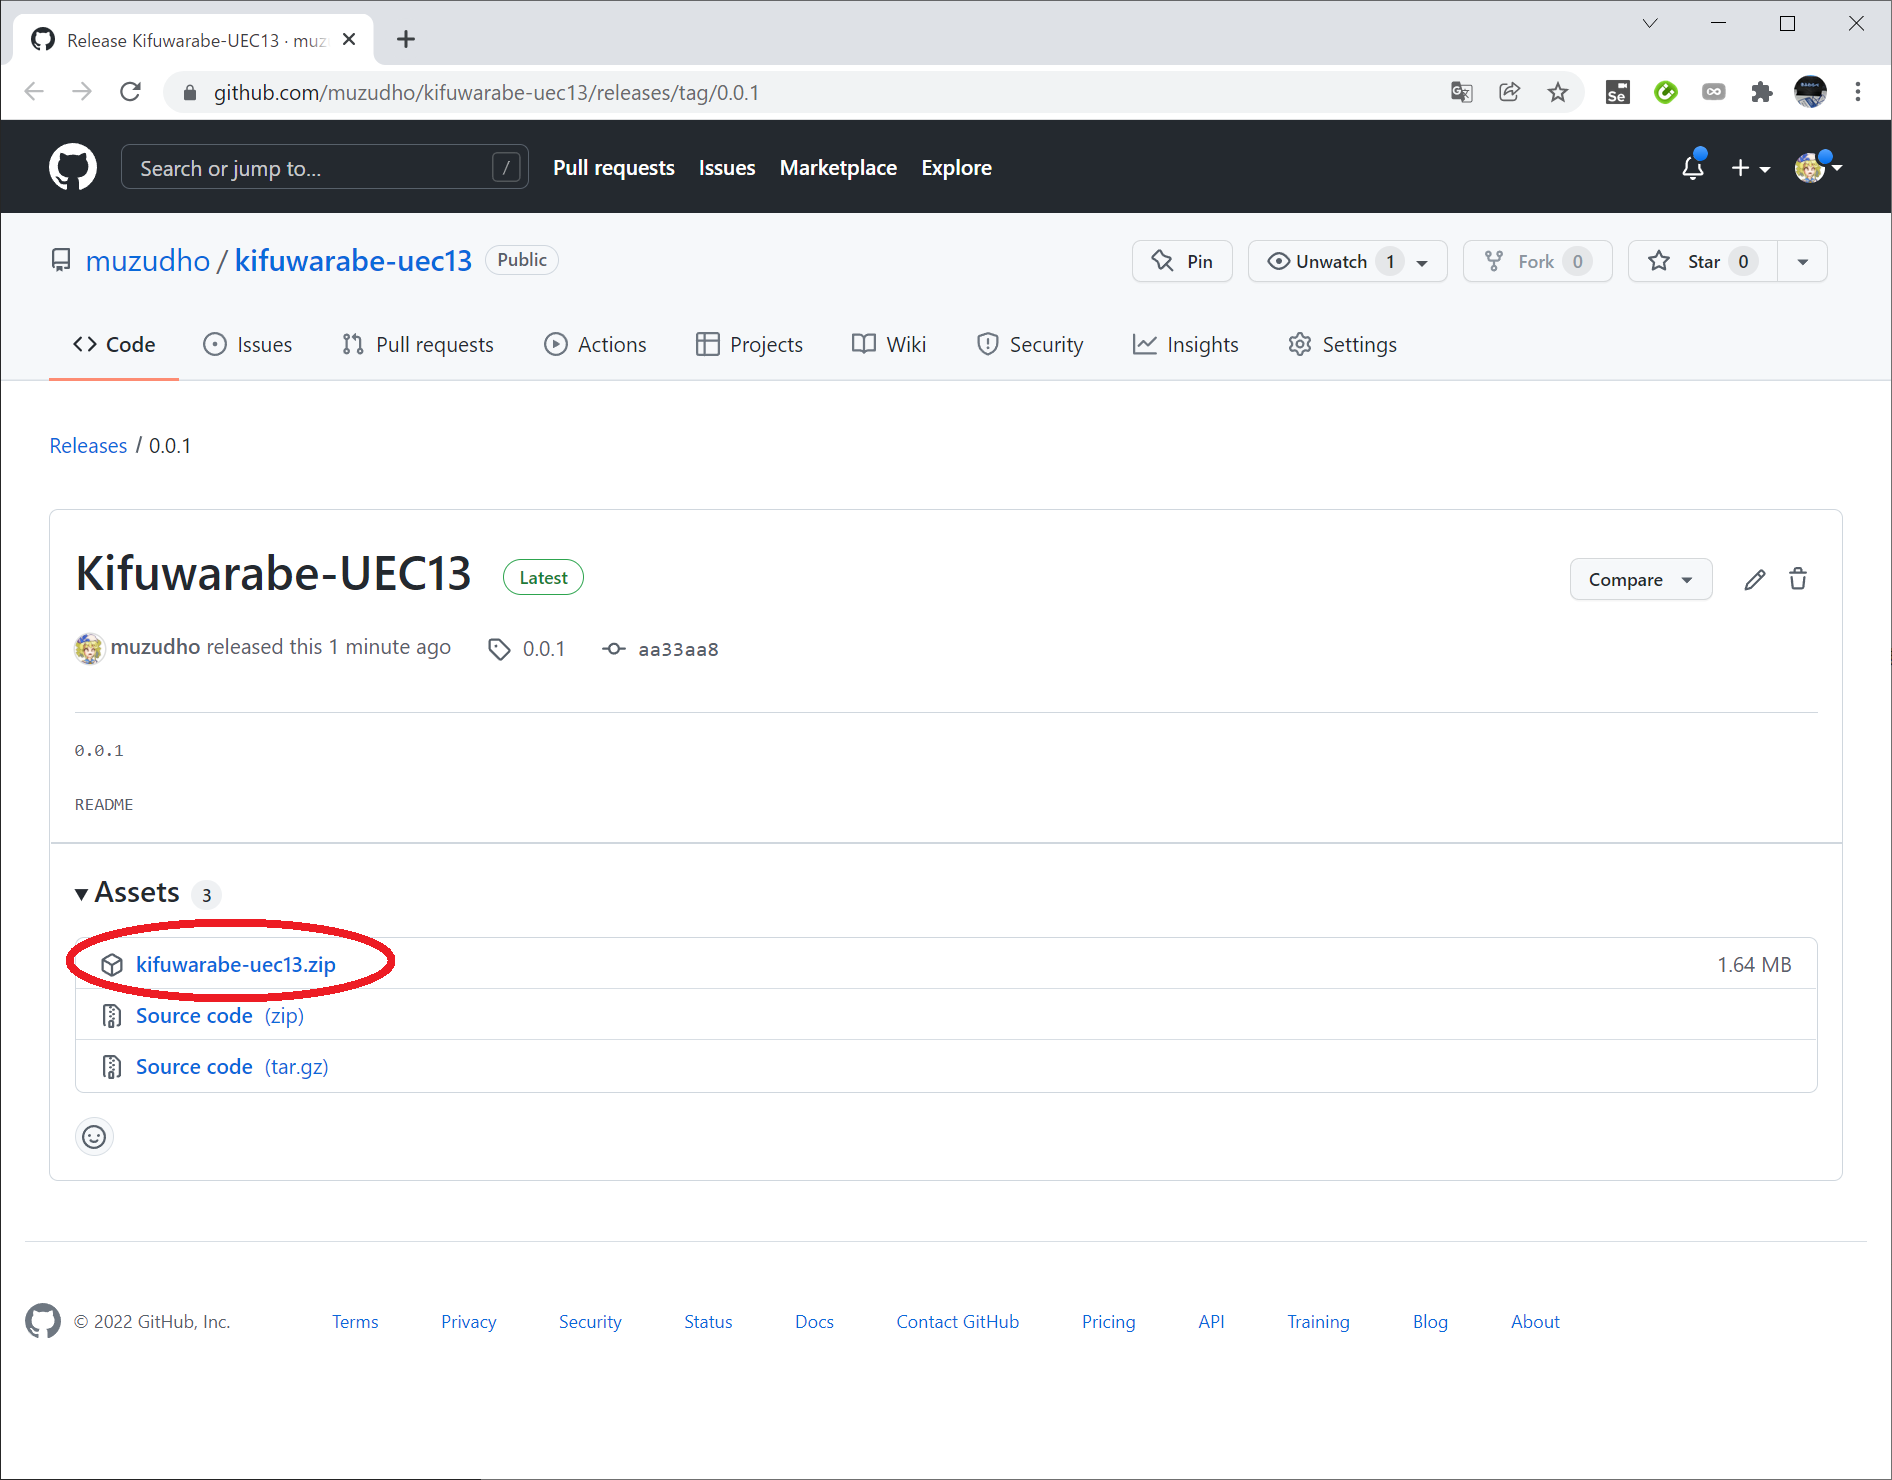 Release Kifuwarabe-UEC13 · muz
github.com/muzudho/kifuwarabe-uec13/releases/tag/0.0.1
Se
Search or jump to... / Pull requests Issues Marketplace Explore
muzudho / kifuwarabe-uec13 Public Pin Unwatch 1 Fork 0 Star 0
Code Issues Pull requests Actions Projects Wiki Security Insights Settings
Releases / 0.0.1
Kifuwarabe-UEC13 Latest Compare
muzudho released this 1 minute ago 0.0.1 aa33aa8
0.0.1
README
Assets 3
kifuwarabe-uec13.zip 1.64 MB
Source code (zip)
Source code (tar.gz)
© 2022 GitHub, Inc. Terms Privacy Security Status Docs Contact GitHub Pricing API Training Blog About